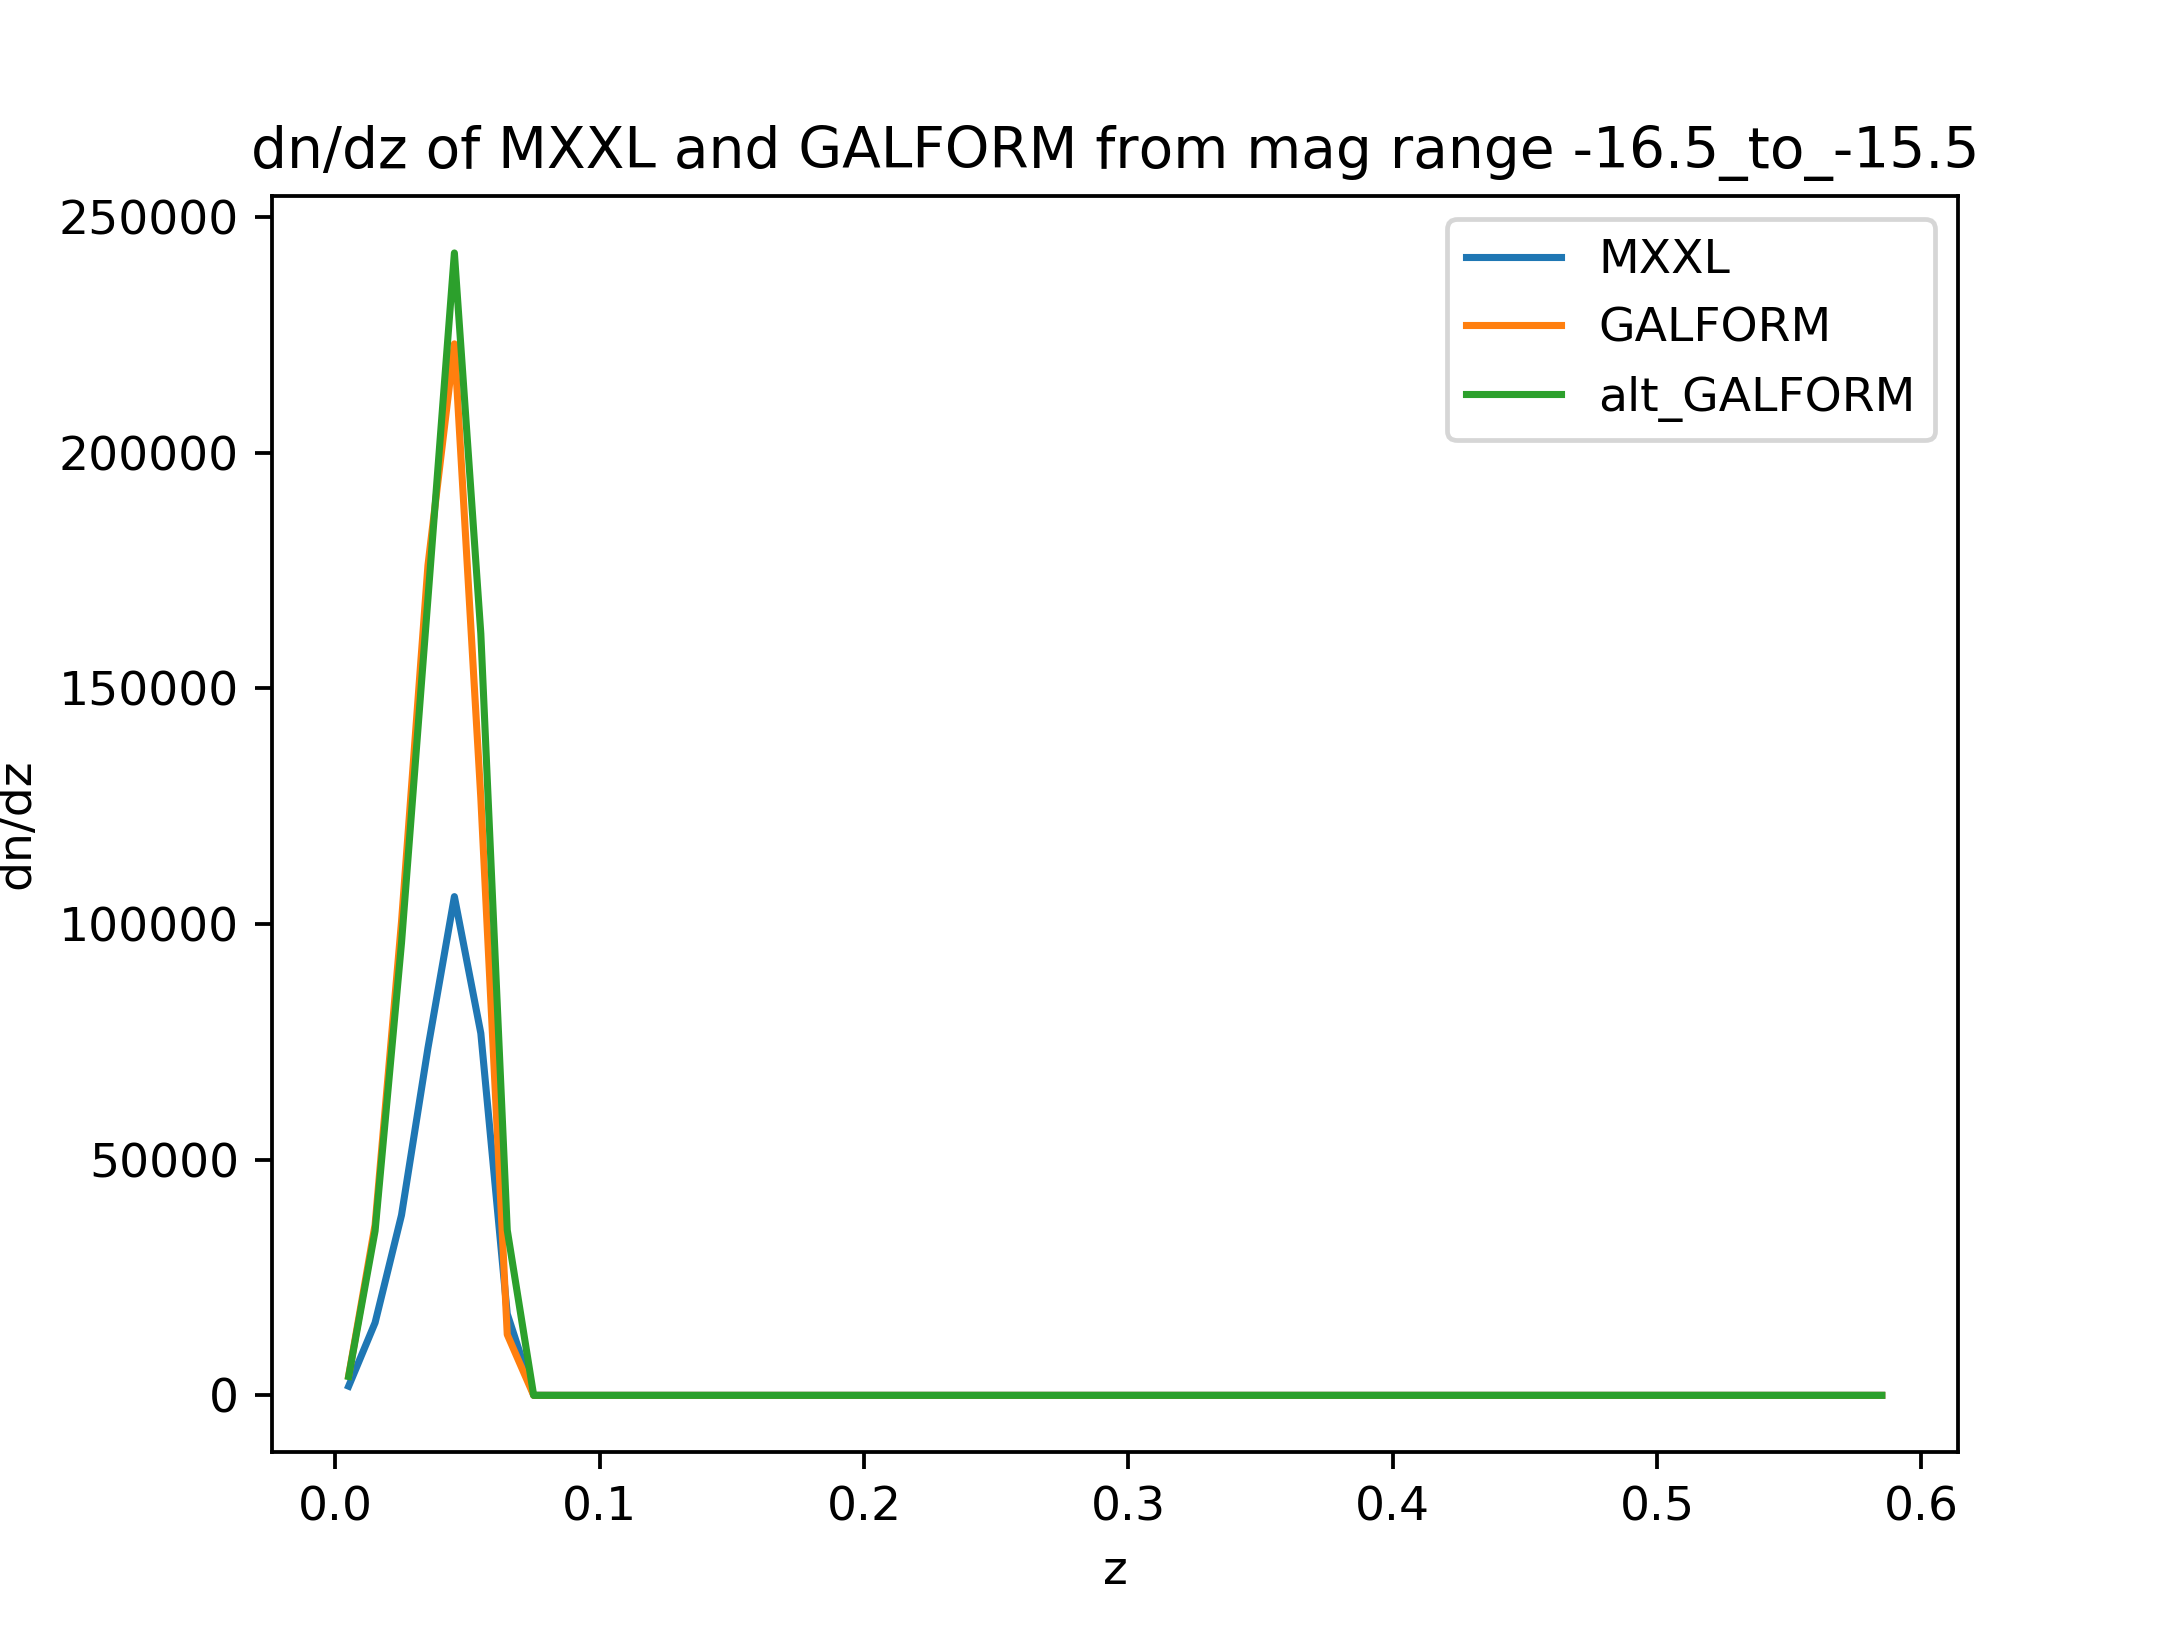 dn/dz of MXXL and GALFORM from mag range -16.5_to_-15.5
250000
200000
150000
100000
50000
0
dn/dz
MXXL
GALFORM
alt_GALFORM
0.0 0.1 0.2 0.3 0.4 0.5 0.6
z